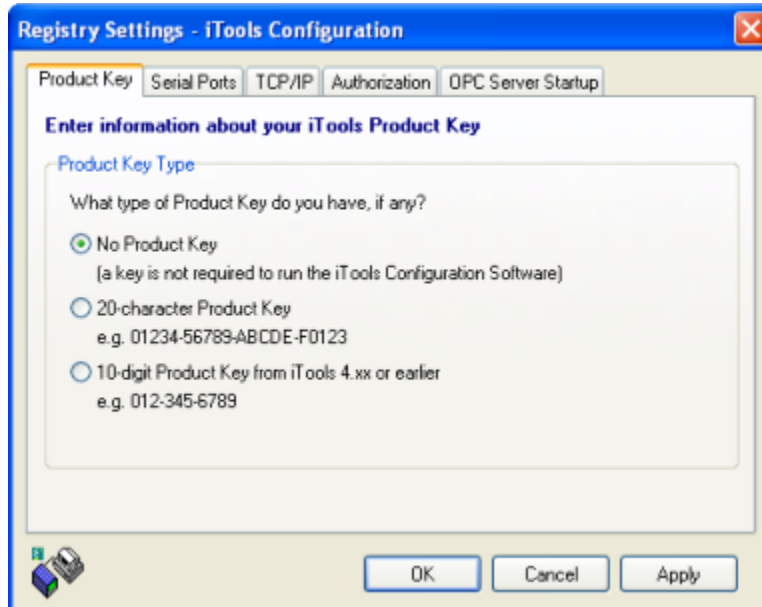 Registry Settings - iTools Configuration
Product Key Serial Ports TCP/IP Authorization OPC Server Startup
Enter information about your iTools Product Key
Product Key Type
What type of Product Key do you have, if any?
No Product Key
(a key is not required to run the iTools Configuration Software)
20-character Product Key
e.g. 01234-56789-ABCDE-F0123
10-digit Product Key from iTools 4.xx or earlier
e.g. 012-345-6789
OK Cancel Apply